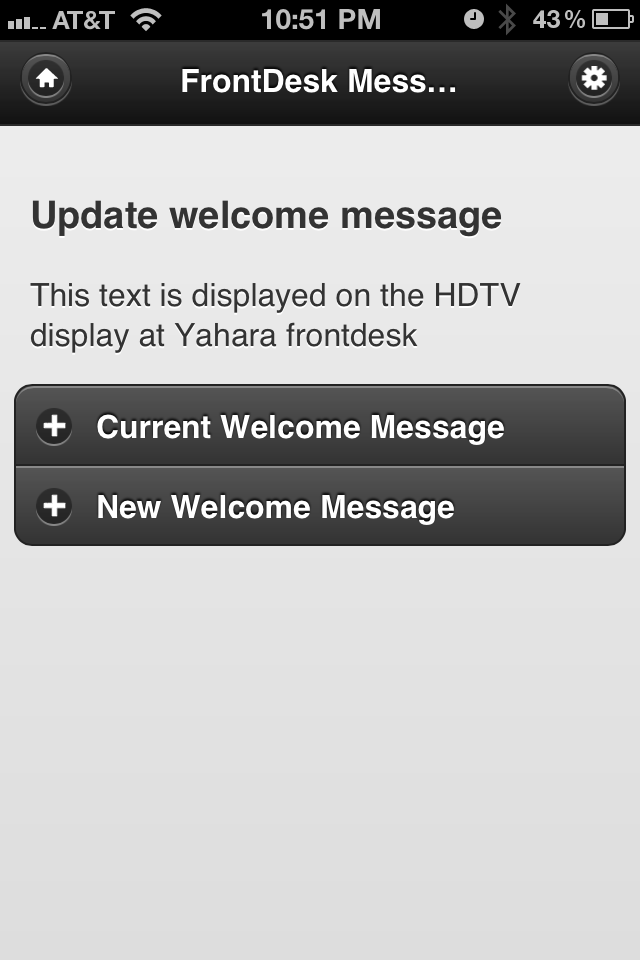 AT&T 10:51 PM 43%
FrontDesk Mess...
Update welcome message
This text is displayed on the HDTV
display at Yahara frontdesk
Current Welcome Message
New Welcome Message